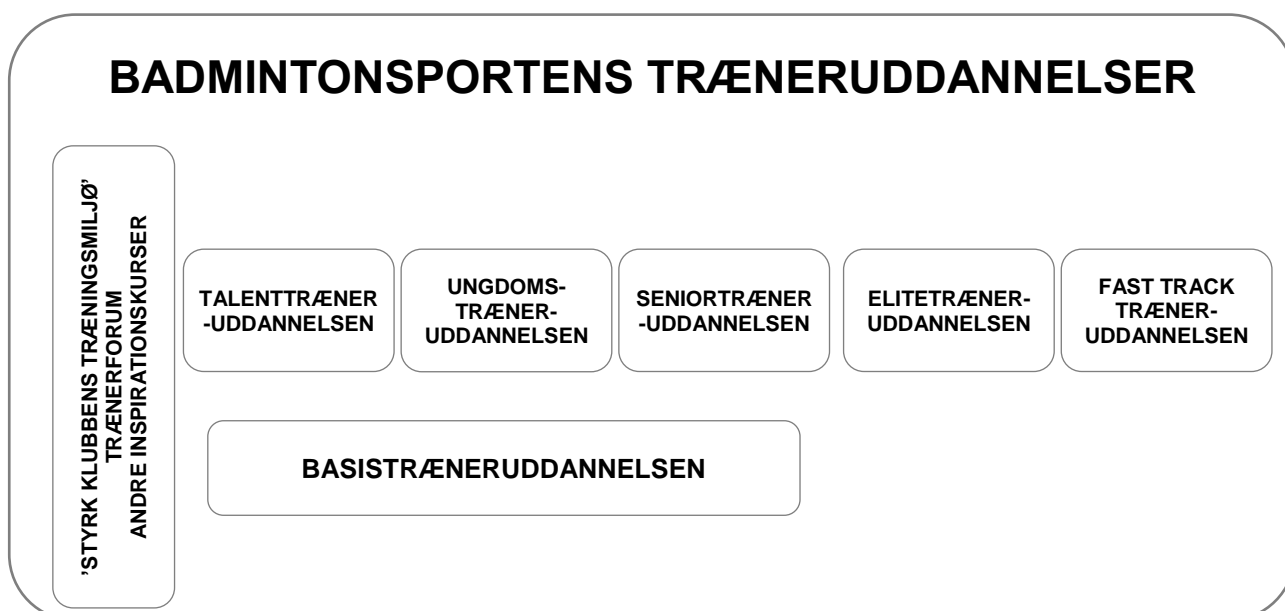 BADMINTONSPORTENS TRÆNERUDDANNELSER
’STYRK KLUBBENS TRÆNINGSMILJØ’
TRÆNERFORUM
ANDRE INSPIRATIONSKURSER
TALENTTRÆNER
-UDDANNELSEN
UNGDOMS-
TRÆNER-
UDDANNELSEN
SENIORTRÆNER
-UDDANNELSEN
ELITETRÆNER-
UDDANNELSEN
FAST TRACK
TRÆNER-
UDDANNELSEN
BASISTRÆNERUDDANNELSEN